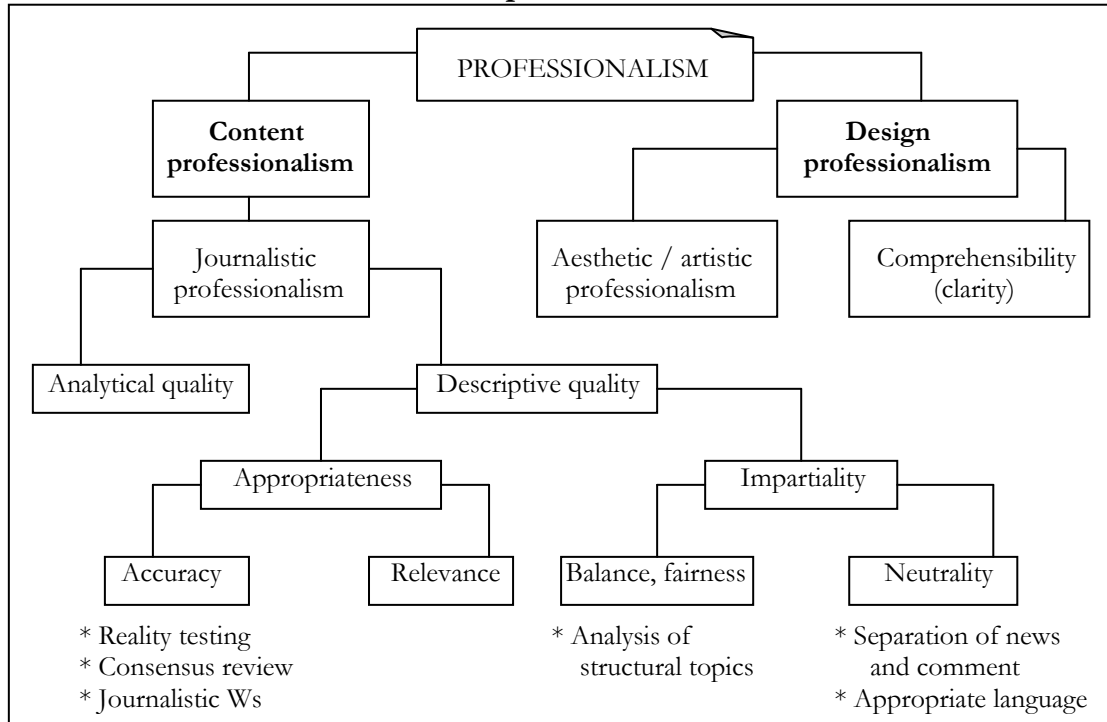 PROFESSIONALISM
Content
professionalism
Design
professionalism
Journalistic
professionalism
Aesthetic / artistic
professionalism
Comprehensibility
(clarity)
Analytical quality
Descriptive quality
Appropriateness
Impartiality
Accuracy
Relevance
Balance, fairness
Neutrality
* Reality testing
* Consensus review
* Journalistic Ws
* Analysis of
structural topics
* Separation of news
and comment
* Appropriate language